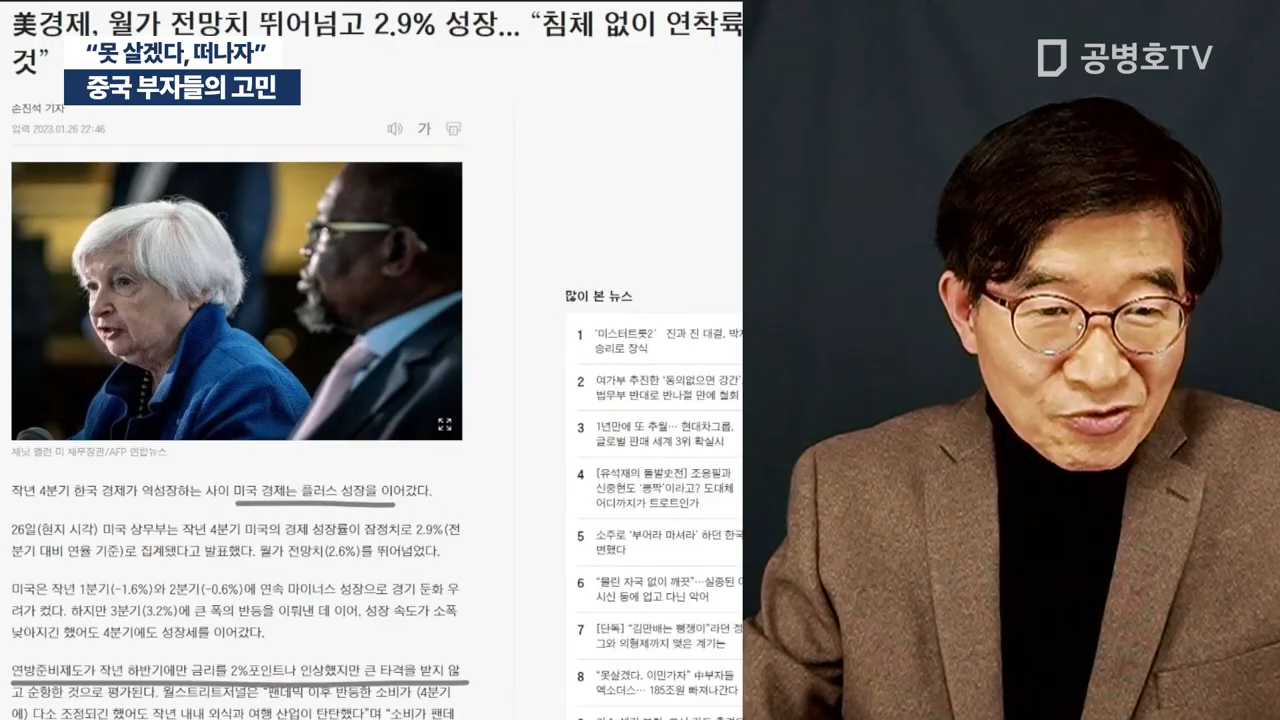 美경제, 월가 전망치 뛰어넘고 2.9% 성장... “침체 없이 연착륙
것”
“못 살겠다, 떠나자”
중국 부자들의 고민
공병호TV
손진석 기자
입력 2023.01.26 22:46
가
재닛 옐런 미 재무장관/AFP 연합뉴스
작년 4분기 한국 경제가 역성장하는 사이 미국 경제는 플러스 성장을 이어갔다.
26일(현지 시각) 미국 상무부는 작년 4분기 미국의 경제 성장률이 잠정치로 2.9%(전
분기 대비 연율 기준)로 집계됐다고 발표했다. 월가 전망치(2.6%)를 뛰어넘었다.
미국은 작년 1분기(-1.6%)와 2분기(-0.6%)에 연속 마이너스 성장으로 경기 둔화 우
려가 컸다. 하지만 3분기(3.2%)에 큰 폭의 반등을 이뤄낸 데 이어, 성장 속도가 소폭
낮아지긴 했어도 4분기에도 성장세를 이어갔다.
연방준비제도가 작년 하반기에만 금리를 2%포인트나 인상했지만 큰 타격을 받지 않
고 순항한 것으로 평가된다. 월스트리트저널은 “팬데믹 이후 반등한 소비가 (4분기
에) 다소 조정되긴 했어도 작년 내내 외식과 여행 산업이 탄탄했다”며 “소비가 팬데
많이 본 뉴스
1 ‘미스터트롯2’ 진과 진 대결, 박지
승리로 장식
2 여가부 추진한 ‘동의없으면 강간’,
법무부 반대로 반나절 만에 철회
3 1년만에 또 추월… 현대차그룹,
글로벌 판매 세계 3위 확실시
4 [유석재의 돌발史전] 조용필과
신중현도 ‘뽕짝’이라고? 도대체
어디까지가 트로트인가
5 소주로 ‘부어라 마셔라’ 하던 한국
변했다
6 “물린 자국 없이 깨끗”…실종된
시신 등에 업고 다닌 악어
7 [단독] “김만배는 뻥쟁이”라던 정
그와 의형제까지 맺은 계기는
8 “못살겠다. 이민가자” 中부자들
엑소더스… 185조원 빠져나간다